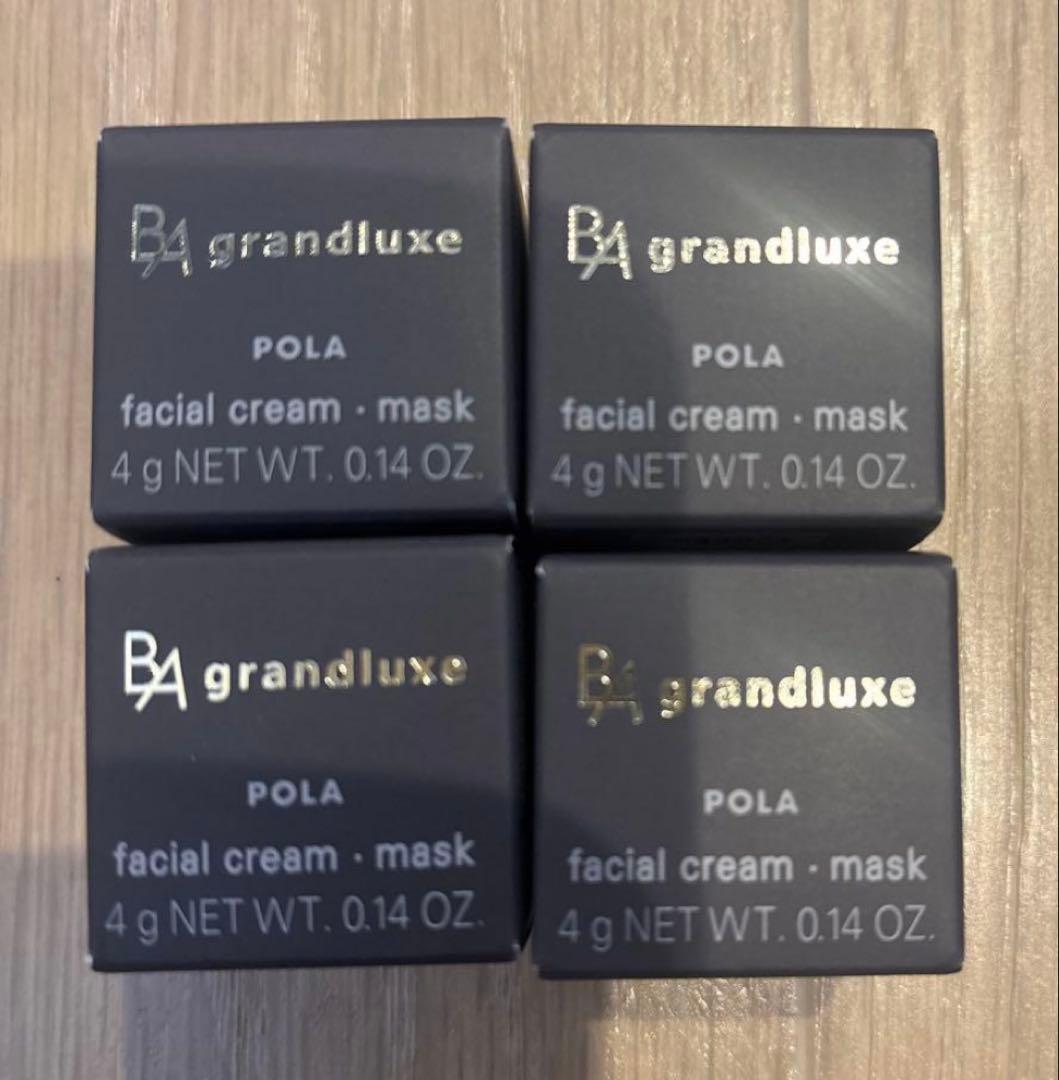 BA grandluxe
POLA
facial cream · mask
4 g NET WT. 0.14 OZ.
BA grandluxe
POLA
facial cream · mask
4 g NET WT. 0.14 OZ.
BA grandluxe
POLA
facial cream · mask
4 g NET WT. 0.14 OZ.
BA grandluxe
POLA
facial cream · mask
4 g NET WT. 0.14 OZ.